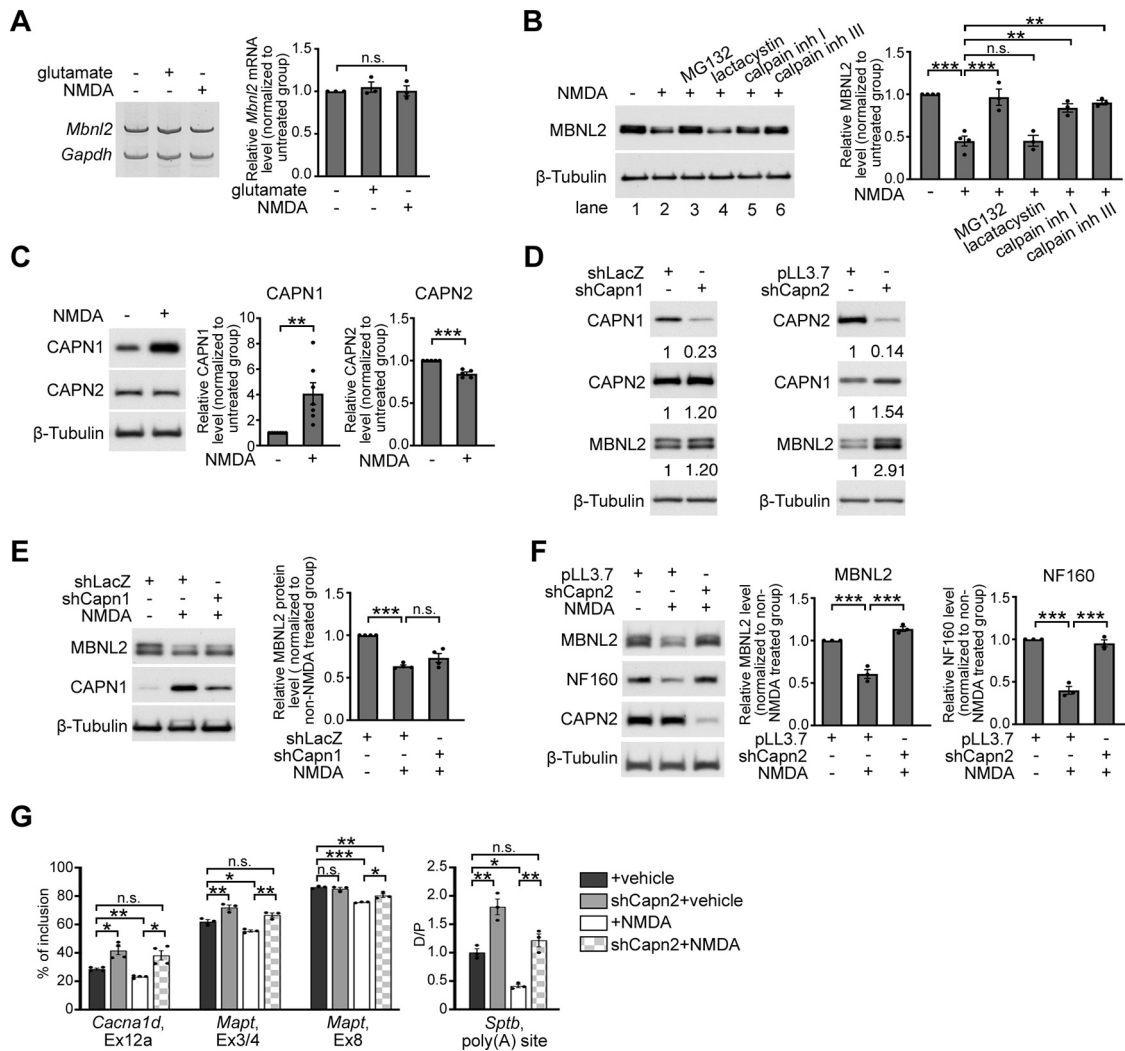 A
glutamate - + -
NMDA - - +
Mbnl2
Gapdh
Relative Mbnl2 mRNA
level (normalized to
untreated group)
1.5
1.0
0.5
0.0
n.s.
glutamate - + -
NMDA - - +
B
MG132
lactacystin
calpain inh I
calpain inh III
NMDA - + + + + +
MBNL2
β-Tubulin
lane 1 2 3 4 5 6
Relative MBNL2
level (normalized to
untreated group)
1.5
1.0
0.5
0.0
**
**
n.s.
*** ***
NMDA - + + + + +
MG132
lacatacystin
calpain inh I
calpain inh III
C
NMDA - +
CAPN1
CAPN2
β-Tubulin
CAPN1
Relative CAPN1
level (normalized to
untreated group)
10
8
6
4
2
0
**
NMDA - +
CAPN2
Relative CAPN2
level (normalized to
untreated group)
1.5
1.0
0.5
0.0
***
NMDA - +
D
shLacZ + -
shCapn1 - +
CAPN1
1 0.23
CAPN2
1 1.20
MBNL2
1 1.20
β-Tubulin
pLL3.7 + -
shCapn2 - +
CAPN2
1 0.14
CAPN1
1 1.54
MBNL2
1 2.91
β-Tubulin
E
shLacZ + + -
shCapn1 - - +
NMDA - + +
MBNL2
CAPN1
β-Tubulin
Relative MBNL2 protein
level ( normalized to
non-NMDA treated group)
1.5
1.0
0.5
0.0
*** n.s.
shLacZ + + -
shCapn1 - - +
NMDA - + +
F
pLL3.7 + + -
shCapn2 - - +
NMDA - + +
MBNL2
NF160
CAPN2
β-Tubulin
MBNL2
Relative MBNL2 level
(normalized to non-
NMDA treated group)
1.5
1.0
0.5
0.0
*** ***
pLL3.7 + + -
shCapn2 - - +
NMDA - + +
NF160
Relative NF160 level
(normalized to non-
NMDA treated group)
1.5
1.0
0.5
0.0
*** ***
pLL3.7 + + -
shCapn2 - - +
NMDA - + +
G
% of inclusion
100
80
60
40
20
0
n.s.
**
* *
n.s.
*
** **
**
***
n.s. *
Cacna1d,
Ex12a
Mapt,
Ex3/4
Mapt,
Ex8
D/P
2.5
2.0
1.5
1.0
0.5
0.0
n.s.
*
** **
Sptb,
poly(A) site
+vehicle
shCapn2+vehicle
+NMDA
shCapn2+NMDA